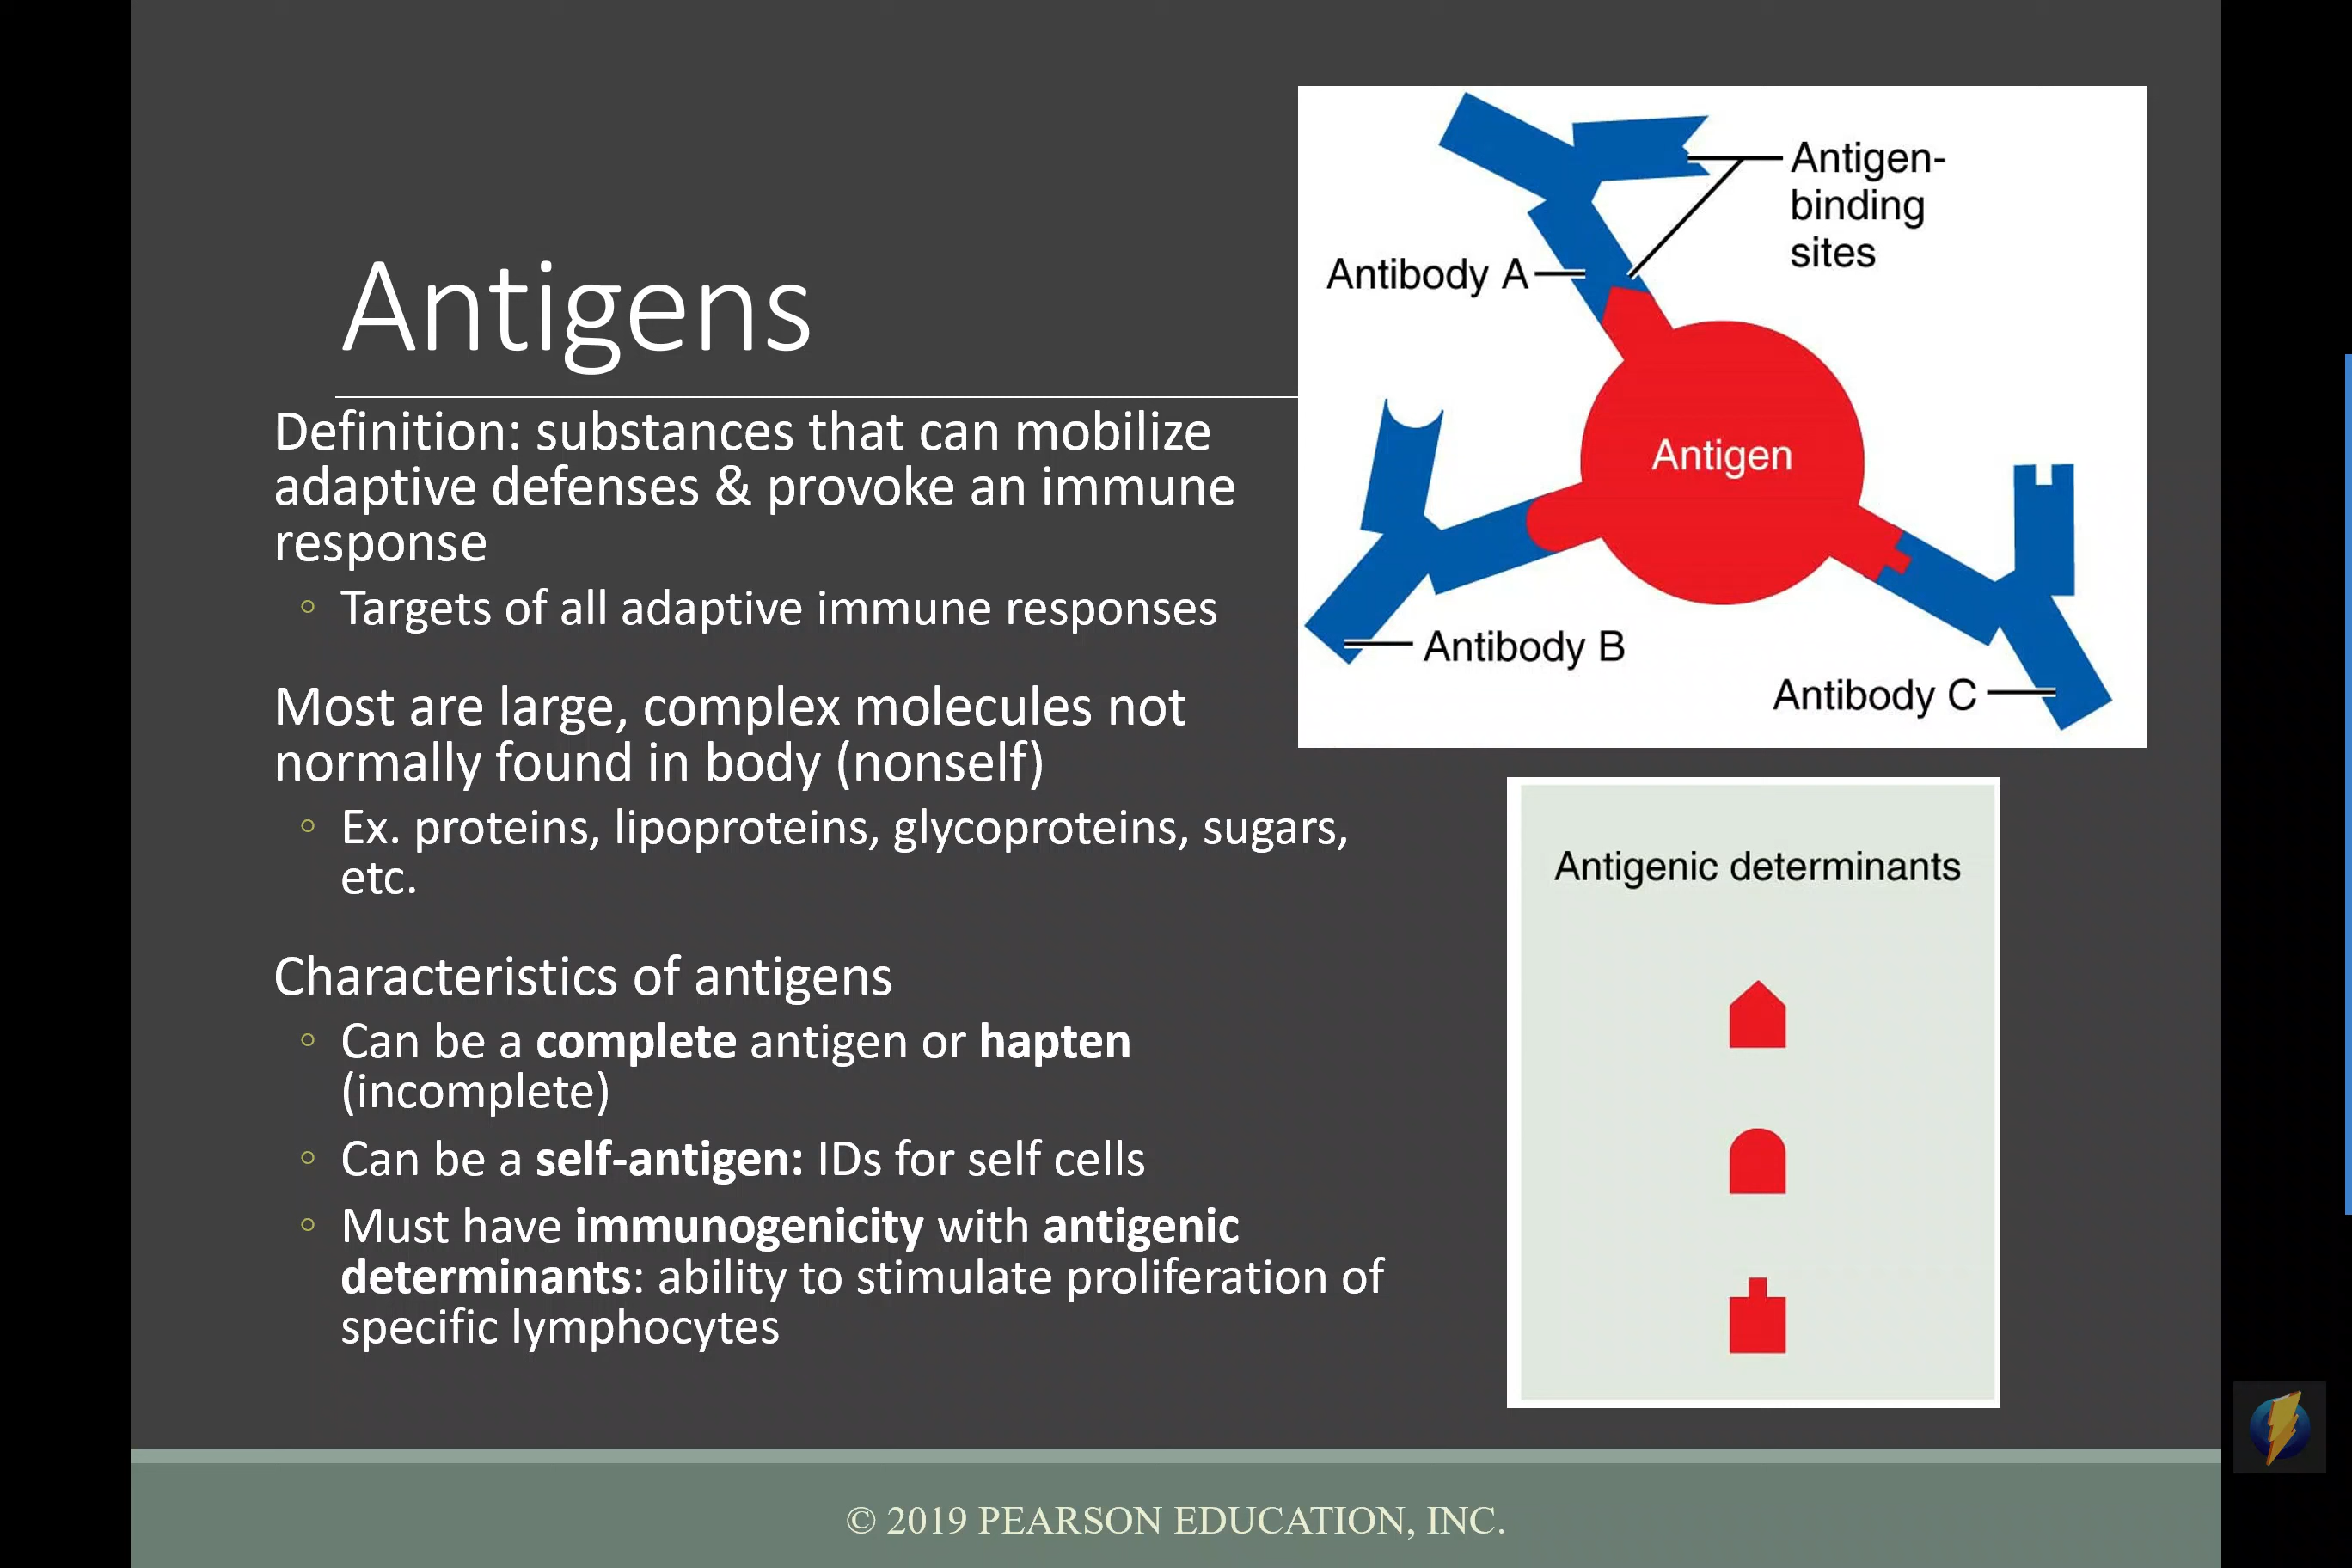 Antigens
Definition: substances that can mobilize
adaptive defenses & provoke an immune
response
◦ Targets of all adaptive immune responses
Most are large, complex molecules not
normally found in body (nonself)
◦ Ex. proteins, lipoproteins, glycoproteins, sugars,
etc.
Characteristics of antigens
◦ Can be a complete antigen or hapten
(incomplete)
◦ Can be a self-antigen: IDs for self cells
◦ Must have immunogenicity with antigenic
determinants: ability to stimulate proliferation of
specific lymphocytes
Antigen-
binding
sites
Antibody A
Antigen
Antibody B
Antibody C
Antigenic determinants
© 2019 PEARSON EDUCATION, INC.